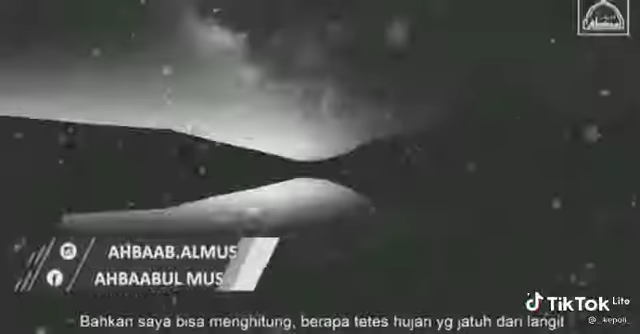 AHBAAB.ALMUS
AHBAABUL MUS
TikTok Lite
Bahkan saya bisa menghitung, berapa tetes hujan yg jatuh dari langit